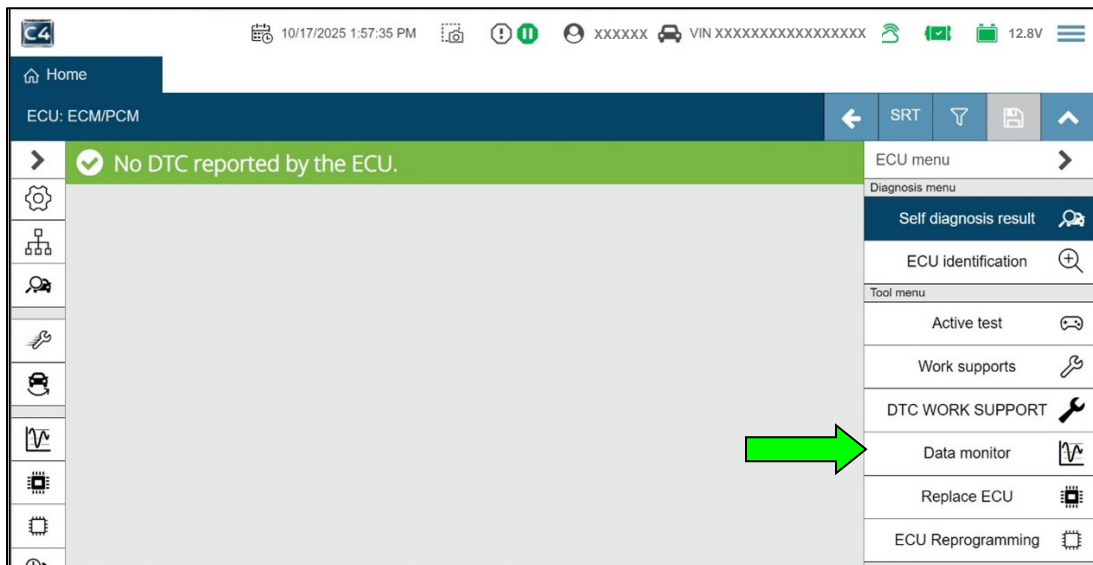 C4
10/17/2025 1:57:35 PM
XXXXXX
VIN XXXXXXXXXXXXXXXXXX
12.8V
Home
ECU: ECM/PCM
SRT
No DTC reported by the ECU.
ECU menu
Diagnosis menu
Self diagnosis result
ECU identification
Tool menu
Active test
Work supports
DTC WORK SUPPORT
Data monitor
Replace ECU
ECU Reprogramming